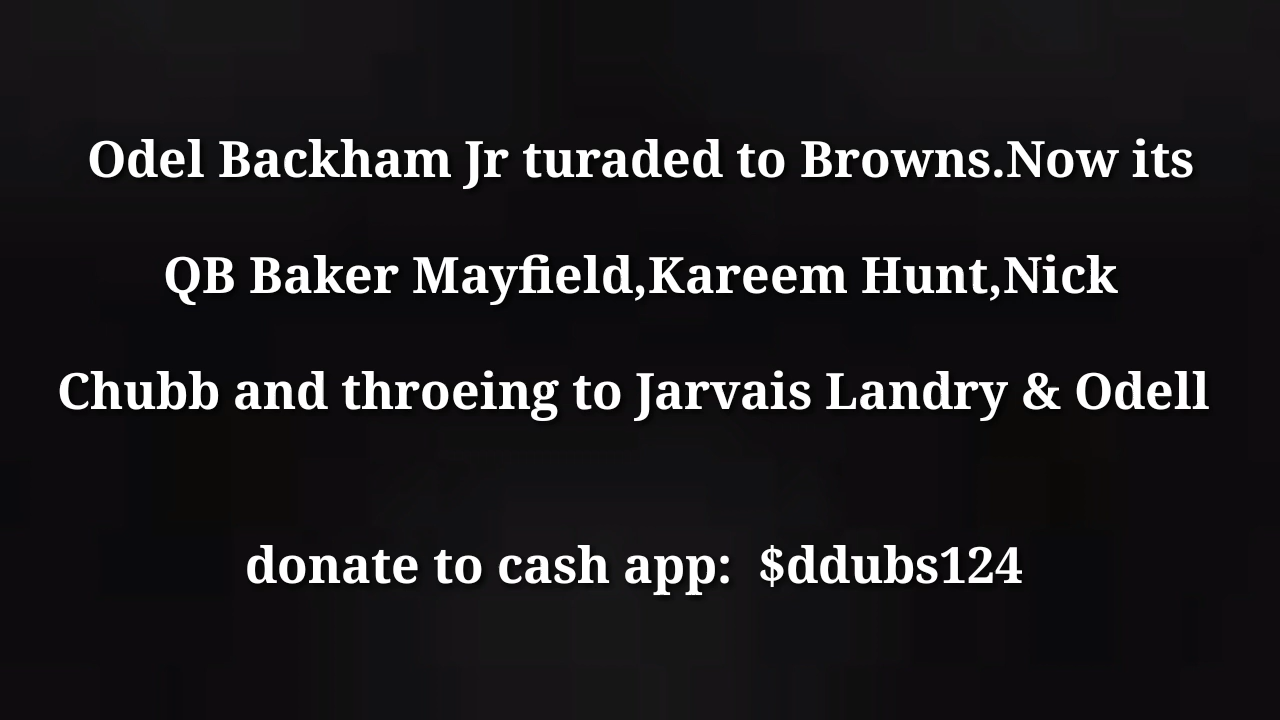 Odel Backham Jr turaded to Browns.Now its
QB Baker Mayfield,Kareem Hunt,Nick
Chubb and throeing to Jarvais Landry & Odell
donate to cash app:  $ddubs124